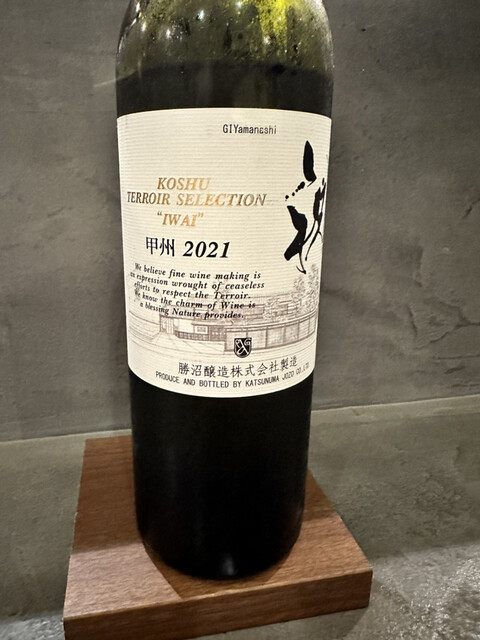 GIYamanashi
KOSHU
TERROIR SELECTION
"IWAI"
甲州 2021
We believe fine wine making is
an expression wrought of ceaseless
efforts to respect the Terroir.
We know the charm of Wine is
a blessing Nature provides.
勝沼醸造株式会社製造
PRODUCE AND BOTTLED BY KATSUNUMA JOZO CO.,LTD.